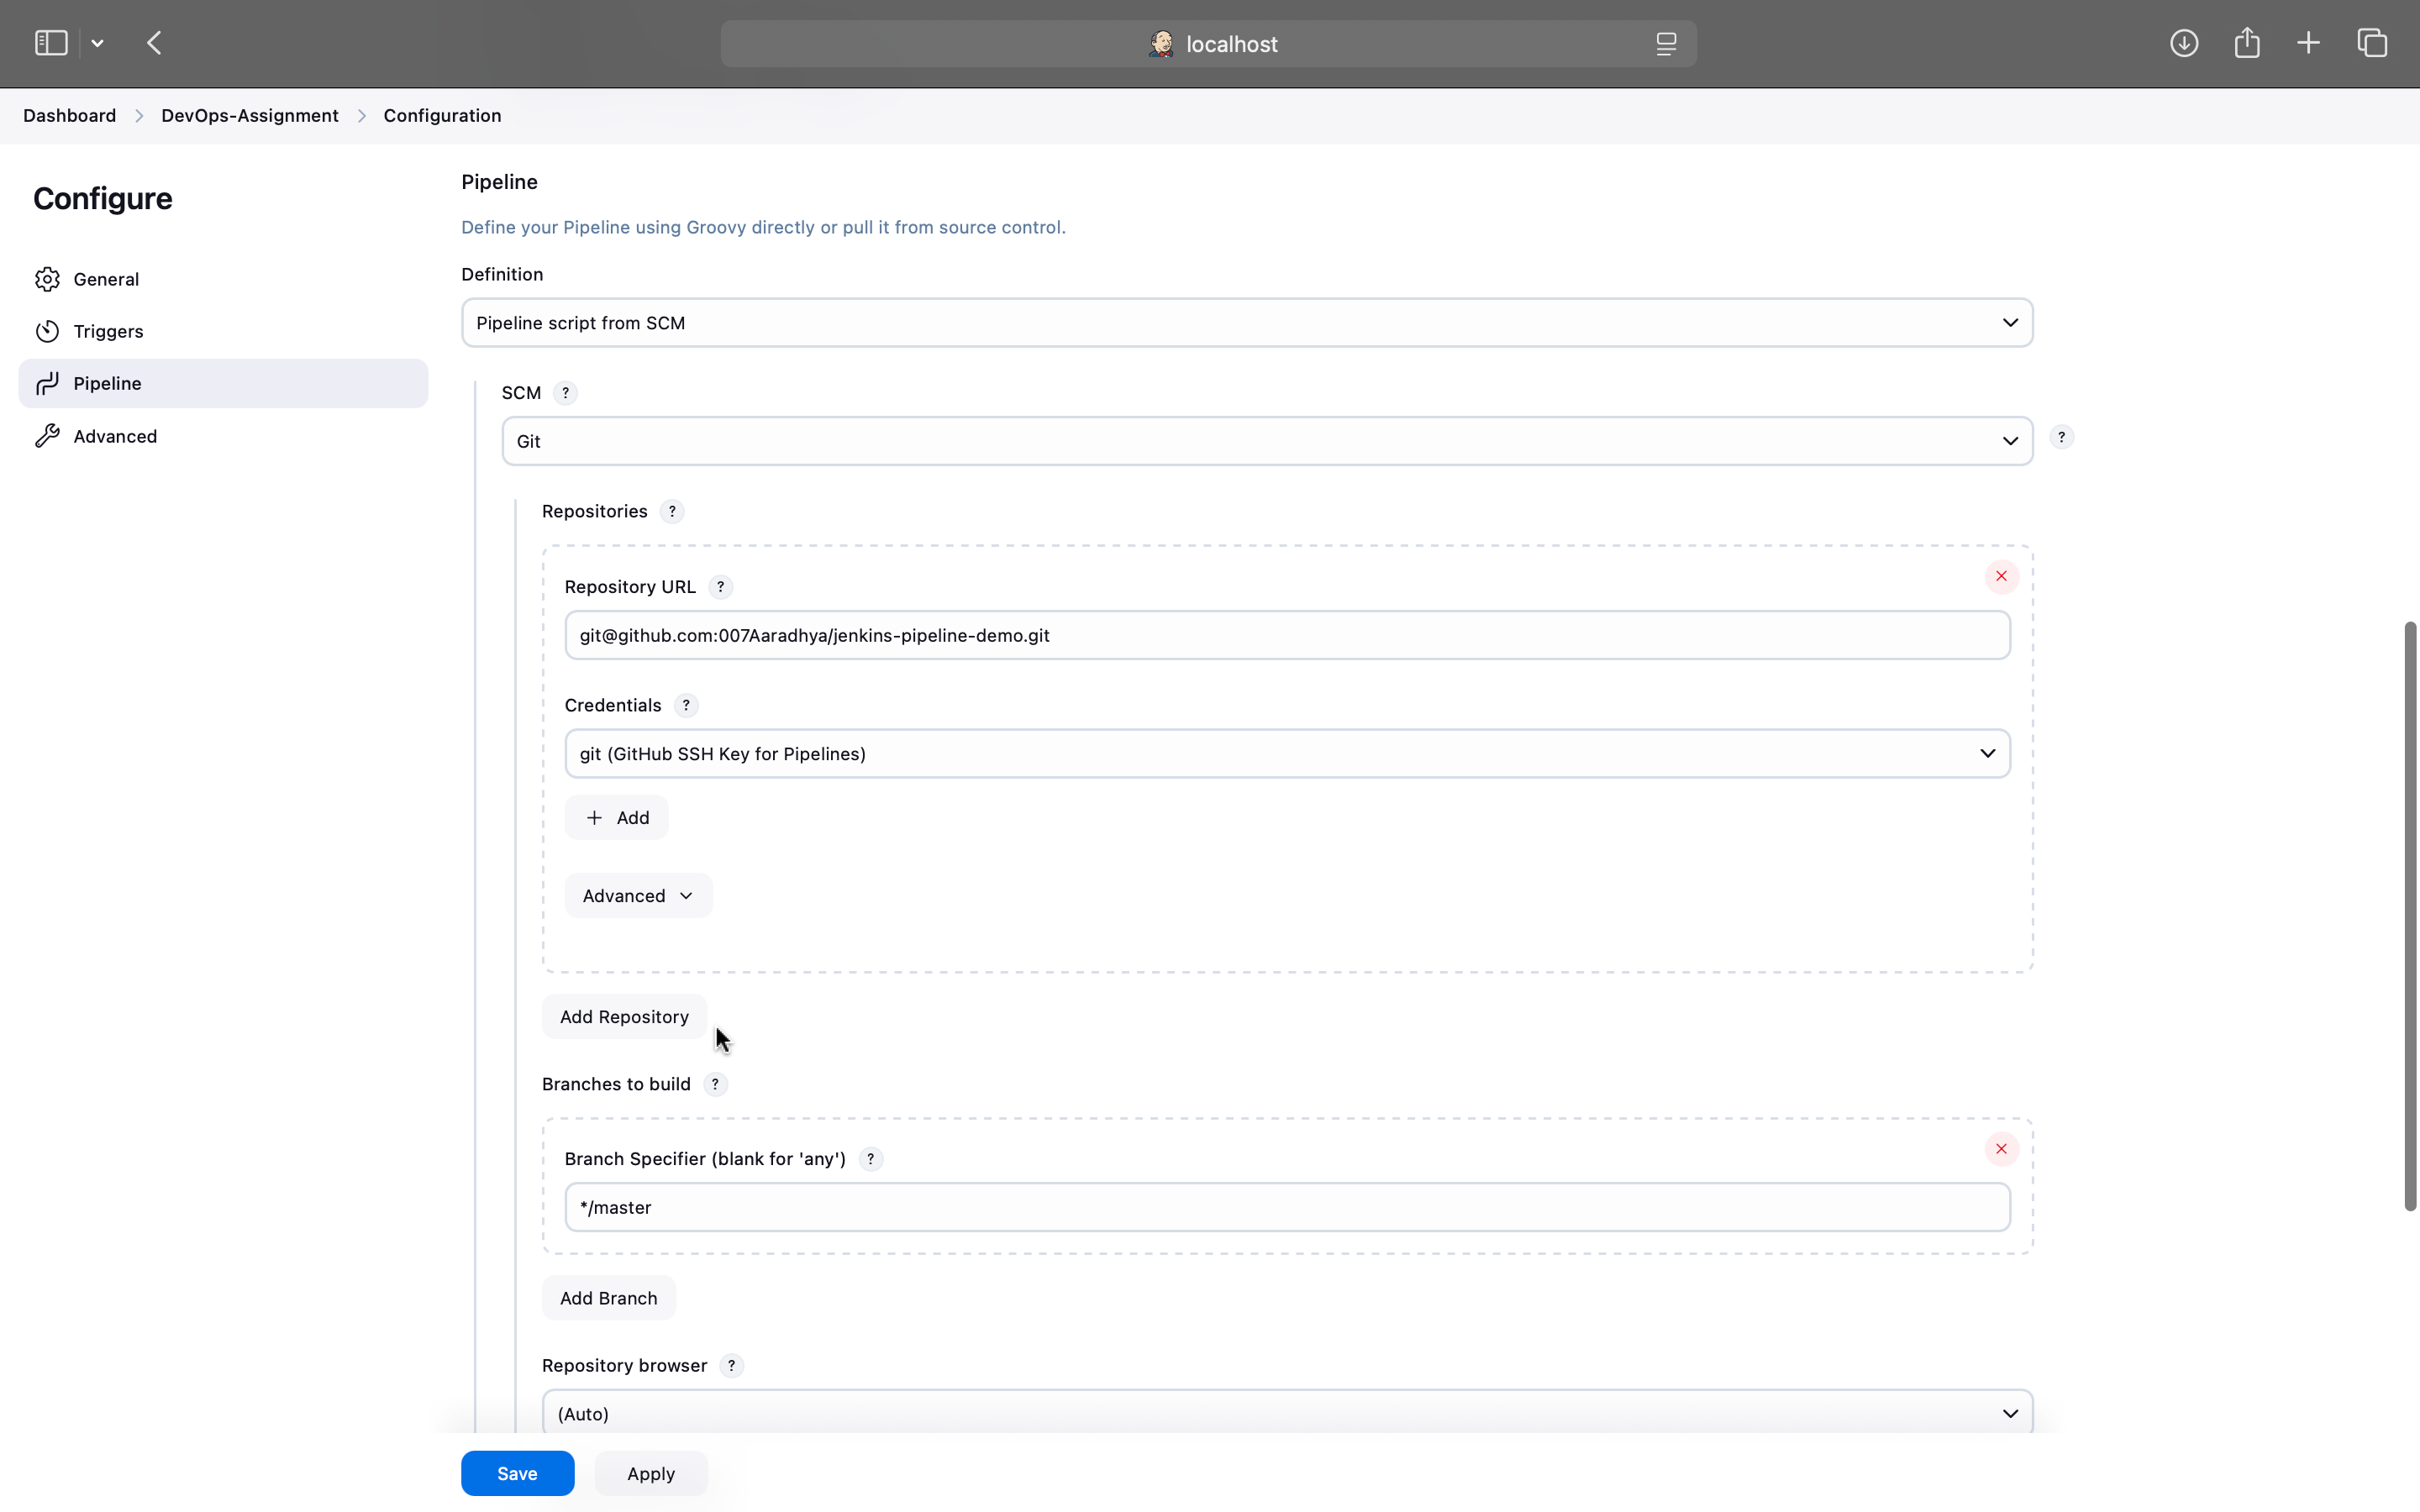 localhost
Dashboard > DevOps-Assignment > Configuration
Configure
General
Triggers
Pipeline
Advanced
Pipeline
Define your Pipeline using Groovy directly or pull it from source control.
Definition
Pipeline script from SCM
SCM ?
Git
?
Repositories ?
Repository URL ?
git@github.com:007Aaradhya/jenkins-pipeline-demo.git
Credentials ?
git (GitHub SSH Key for Pipelines)
+ Add
Advanced
Add Repository
Branches to build ?
Branch Specifier (blank for 'any') ?
*/master
Add Branch
Repository browser ?
(Auto)
Save Apply